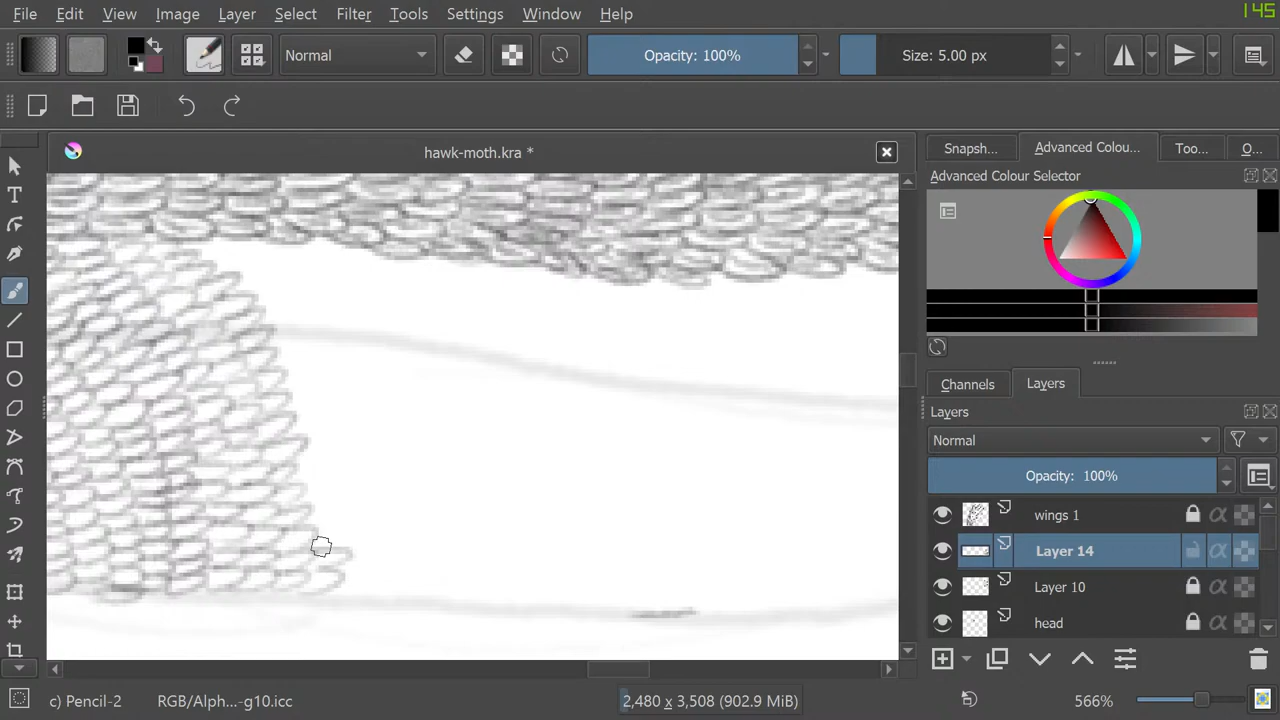 File Edit View Image Layer Select Filter Tools Settings Window Help 145
Normal Opacity: 100% Size: 5.00 px
hawk-moth.kra *
Snapsh... Advanced Colou... Too... O...
Advanced Colour Selector
Channels Layers
Layers
Normal
Opacity: 100%
wings 1
Layer 14
Layer 10
head
c) Pencil-2 RGB/Alph...-g10.icc 2,480 x 3,508 (902.9 MiB) 566%